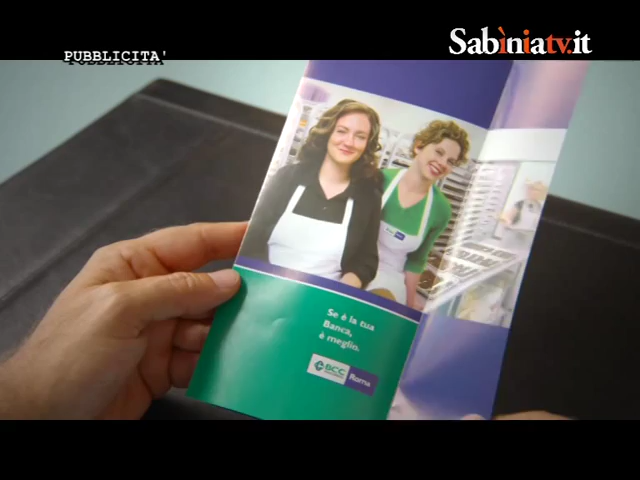 PUBBLICITA'
Sabìniatv.it
Se è la tua
Banca,
è meglio.
BCC
Roma